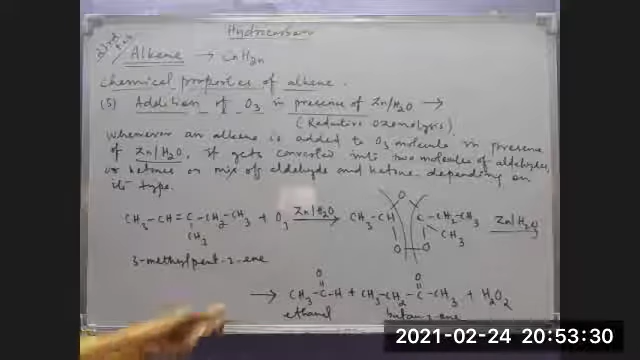 Hydrocarbon
Alkene → CnH2n
Chemical properties of alkene.
(5) Addition of O3 in presence of Zn/H2O →
(Reductive Ozonolysis).
Whenever an alkene is added to O3 molecule in presence
of Zn/H2O, it gets converted into two molecules of aldehydes
or ketones or mix of aldehyde and ketone depending on
its type.
CH3-CH=C-CH2-CH3 + O3 Zn/H2O → CH3-CH O C-CH2-CH3 Zn/H2O →
CH3 O-O CH3
3-methylpent-2-ene
O O
→ CH3-C-H + CH3-CH2-C-CH3 + H2O2
ethanal
2021-02-24 20:53:30